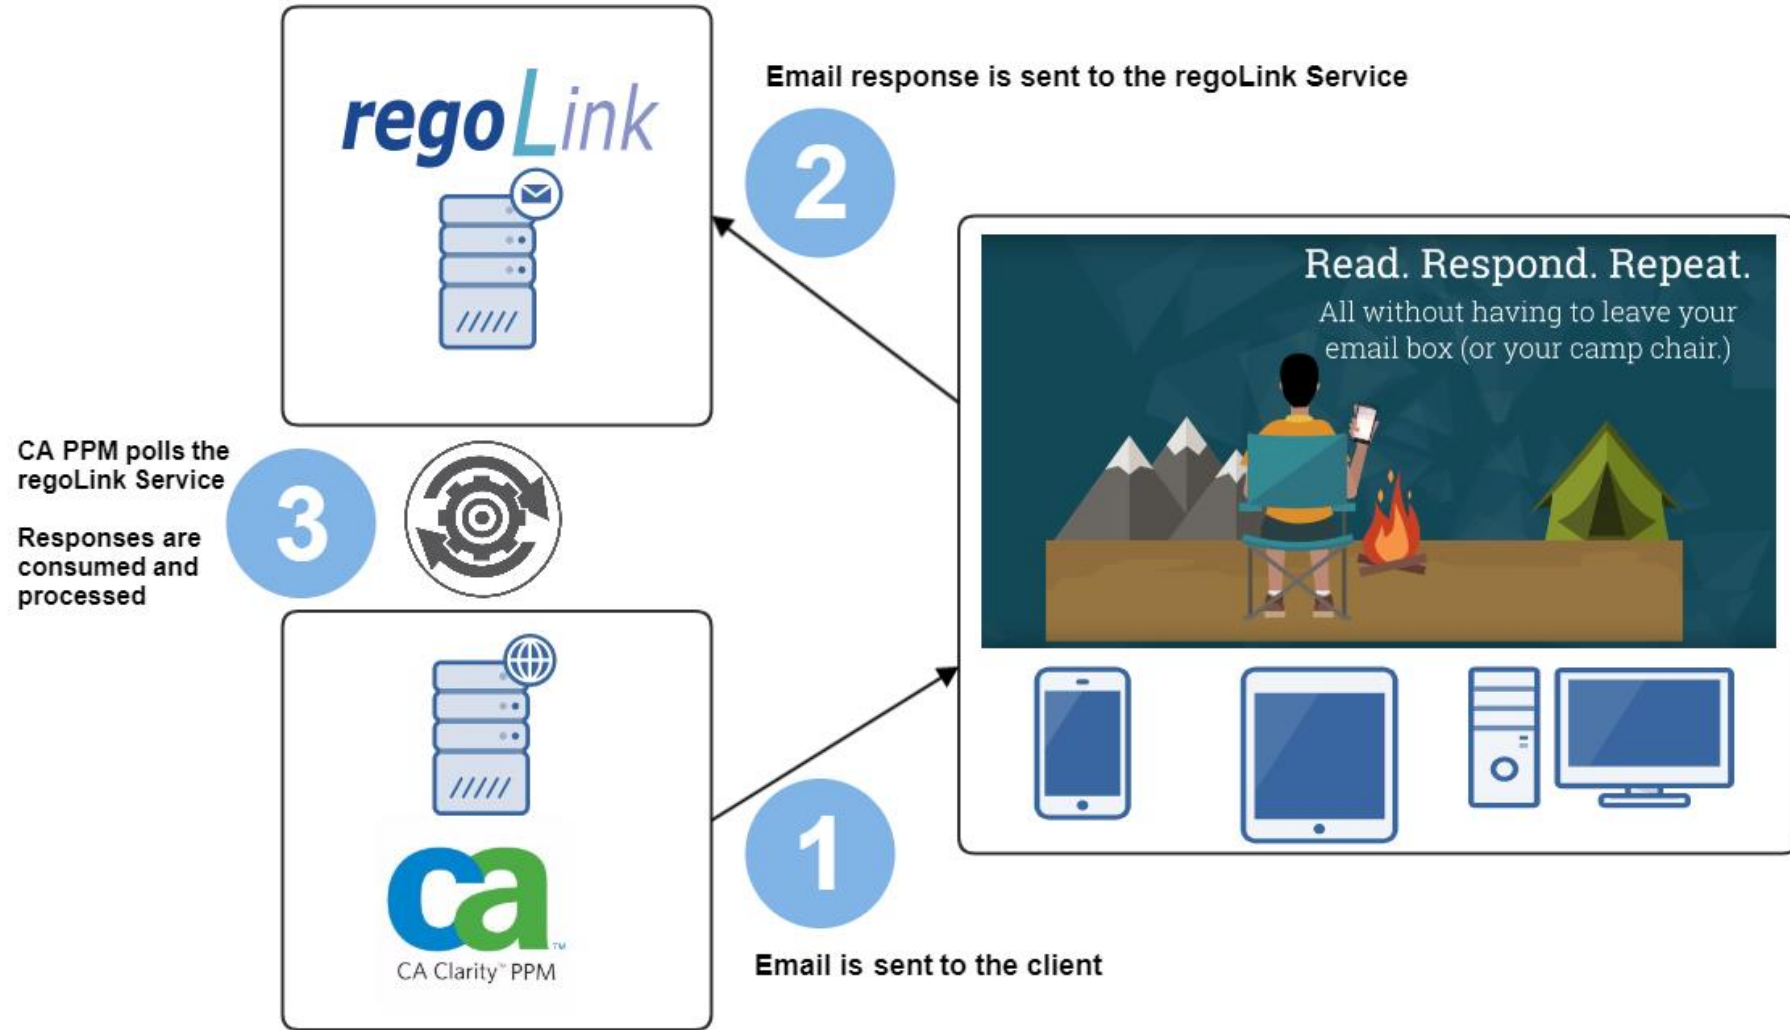 regoLink
Email response is sent to the regoLink Service
2
Read. Respond. Repeat.
All without having to leave your
email box (or your camp chair.)
CA PPM polls the
regoLink Service
Responses are
consumed and
processed
3
1
Email is sent to the client
ca™
CA Clarity™ PPM